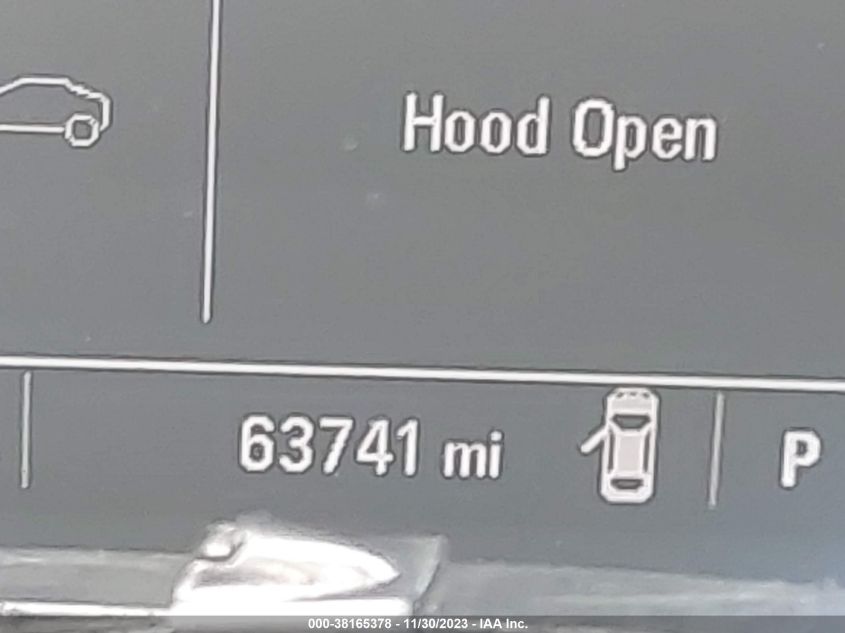 Hood Open
63741 mi
P
000-38165378 - 11/30/2023 - IAA Inc.